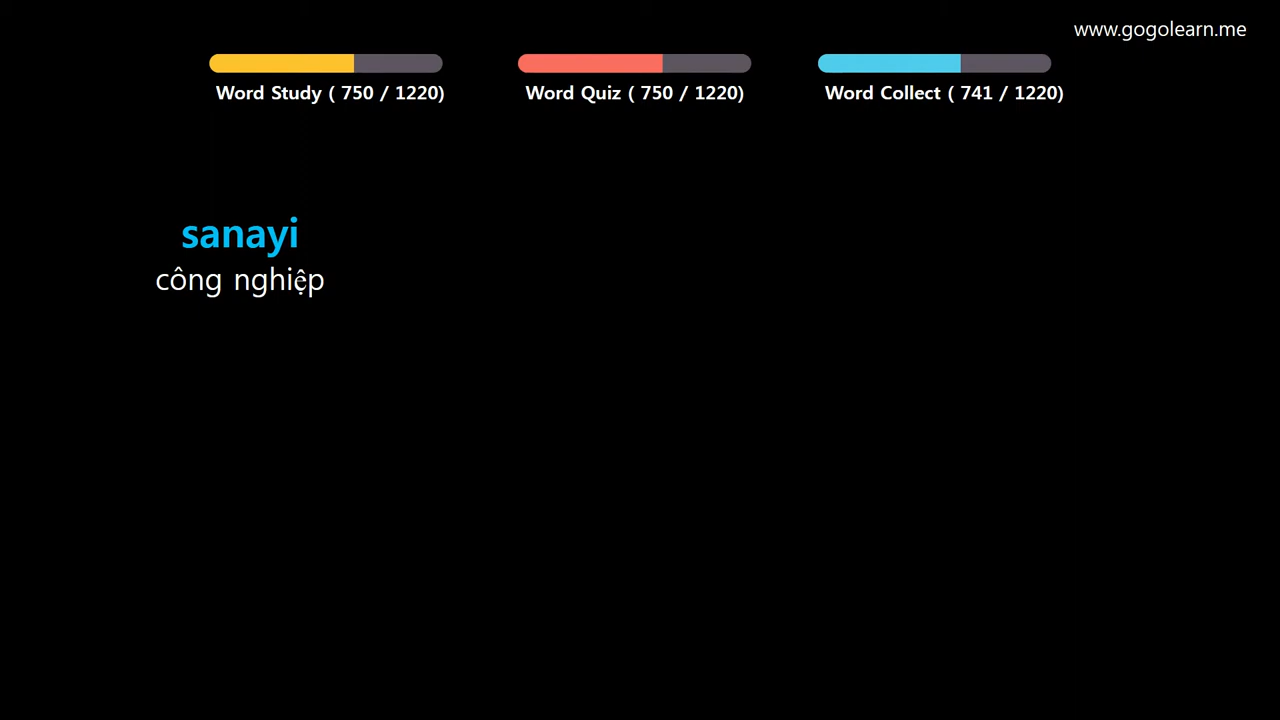 www.gogolearn.me
Word Study ( 750 / 1220)
Word Quiz ( 750 / 1220)
Word Collect ( 741 / 1220)
sanayi
công nghiệp